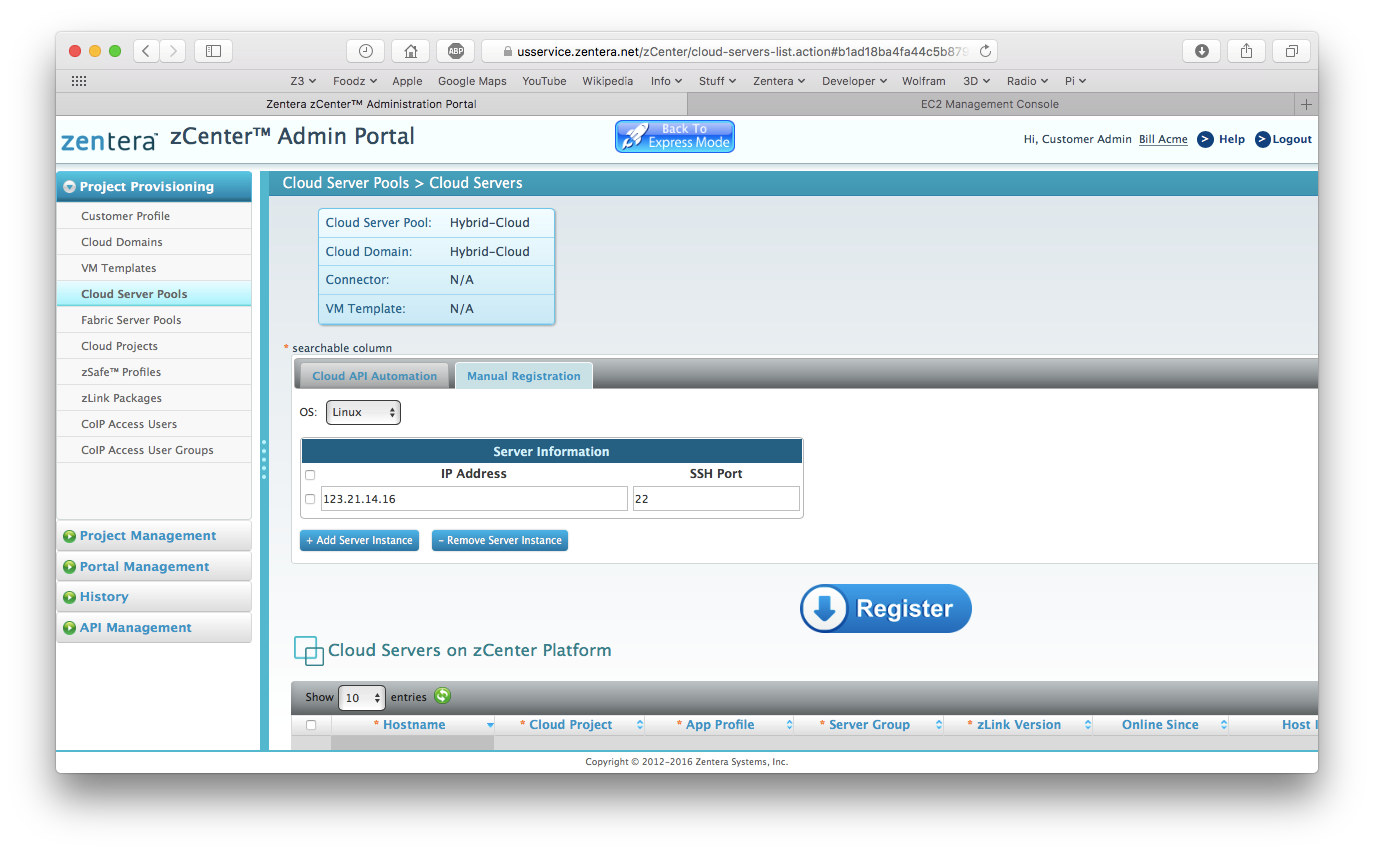 ABP
usservice.zentera.net/zCenter/cloud-servers-list.action#b1ad18ba4fa44c5b879
Z3 Foodz Apple Google Maps YouTube Wikipedia Info Stuff Zentera Developer Wolfram 3D Radio Pi
Zentera zCenter™ Administration Portal
EC2 Management Console
zentera™ zCenter™ Admin Portal
Back To
Express Mode
Hi, Customer Admin Bill Acme > Help > Logout
Project Provisioning
Customer Profile
Cloud Domains
VM Templates
Cloud Server Pools
Fabric Server Pools
Cloud Projects
zSafe™ Profiles
zLink Packages
CoIP Access Users
CoIP Access User Groups
Project Management
Portal Management
History
API Management
Cloud Server Pools > Cloud Servers
Cloud Server Pool: Hybrid-Cloud
Cloud Domain: Hybrid-Cloud
Connector: N/A
VM Template: N/A
* searchable column
Cloud API Automation
Manual Registration
OS: Linux
Server Information
IP Address SSH Port
123.21.14.16 22
+ Add Server Instance
- Remove Server Instance
Register
Cloud Servers on zCenter Platform
Show 10 entries
* Hostname * Cloud Project * App Profile * Server Group * zLink Version Online Since Host I
Copyright © 2012-2016 Zentera Systems, Inc.